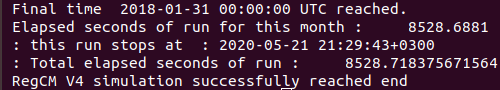 Final time  2018-01-31 00:00:00 UTC reached.
Elapsed seconds of run for this month :     8528.6881
: this run stops at  : 2020-05-21 21:29:43+0300
: Total elapsed seconds of run :     8528.718375671564
RegCM V4 simulation successfully reached end